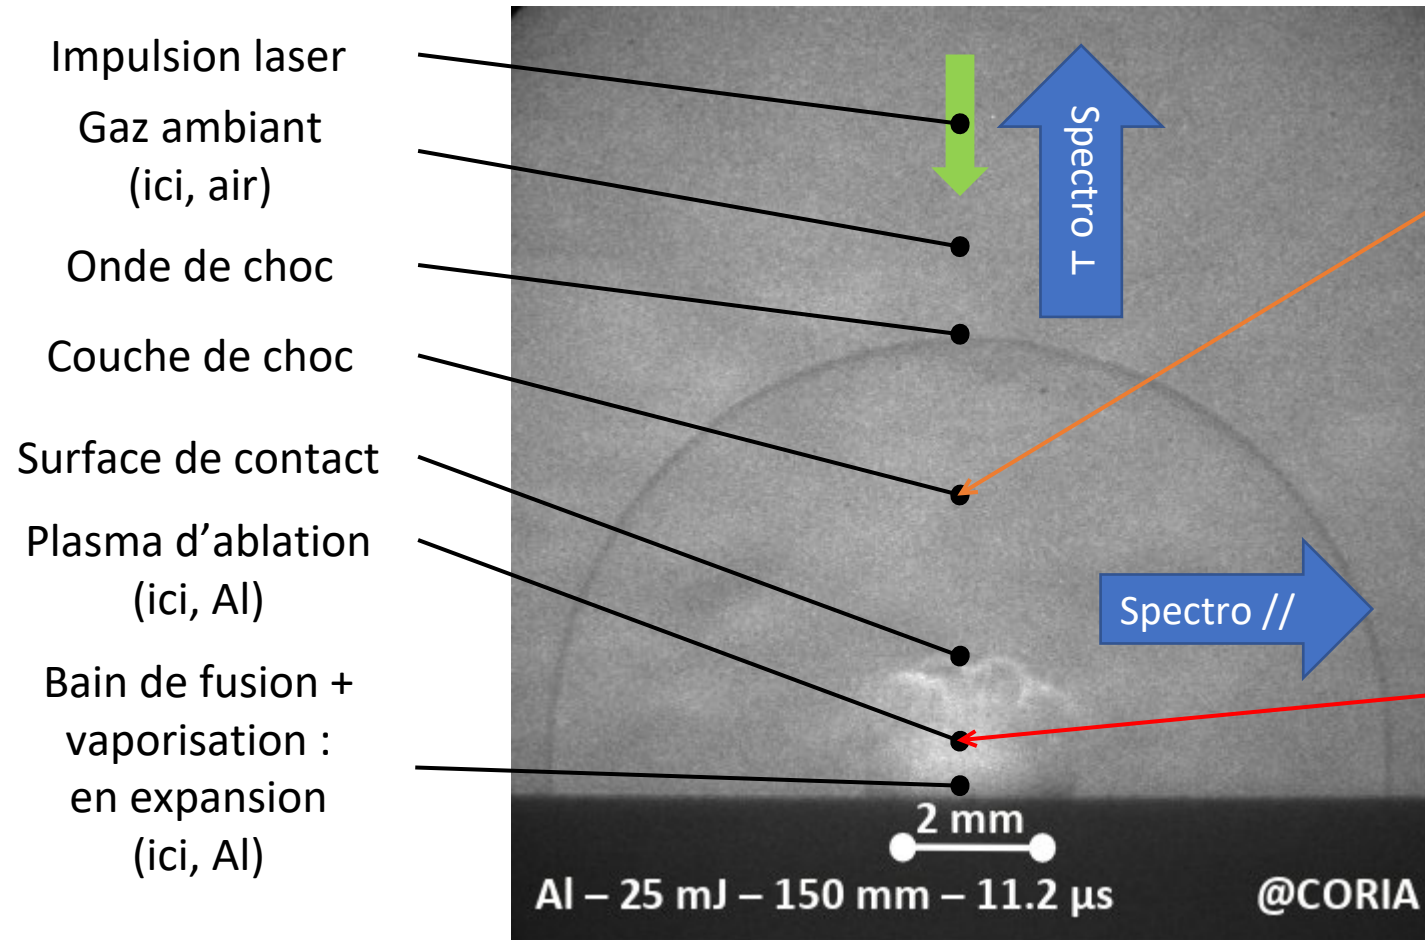 Impulsion laser
Gaz ambiant
(ici, air)
Onde de choc
Couche de choc
Surface de contact
Plasma d’ablation
(ici, Al)
Bain de fusion +
vaporisation :
en expansion
(ici, Al)
Spectro ⊥
Spectro //
2 mm
Al – 25 mJ – 150 mm – 11.2 µs
@CORIA